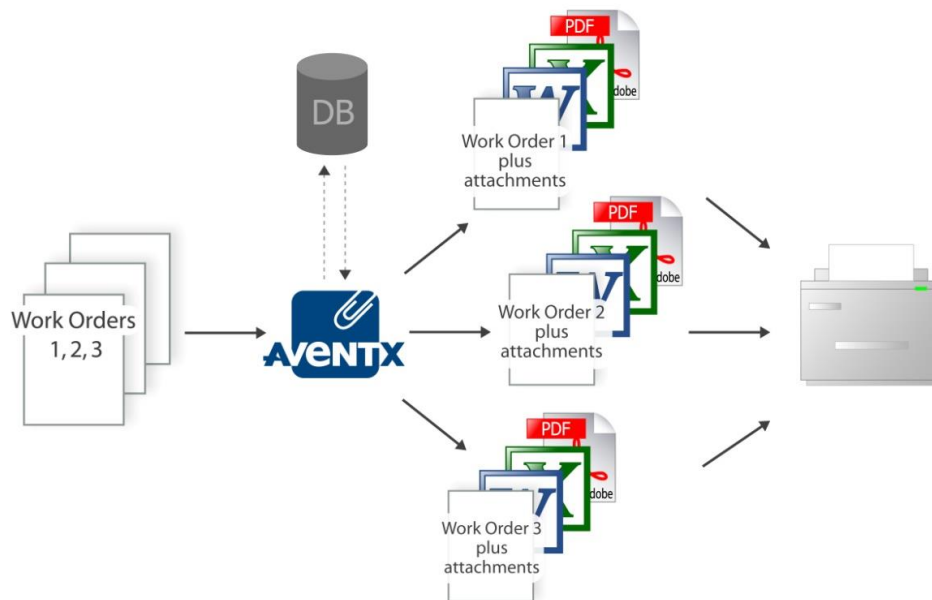 DB
Work Orders
1, 2, 3
AVENTX
PDF
W
X
dobe
Work Order 1
plus
attachments
PDF
W
X
dobe
Work Order 2
plus
attachments
PDF
W
X
dobe
Work Order 3
plus
attachments